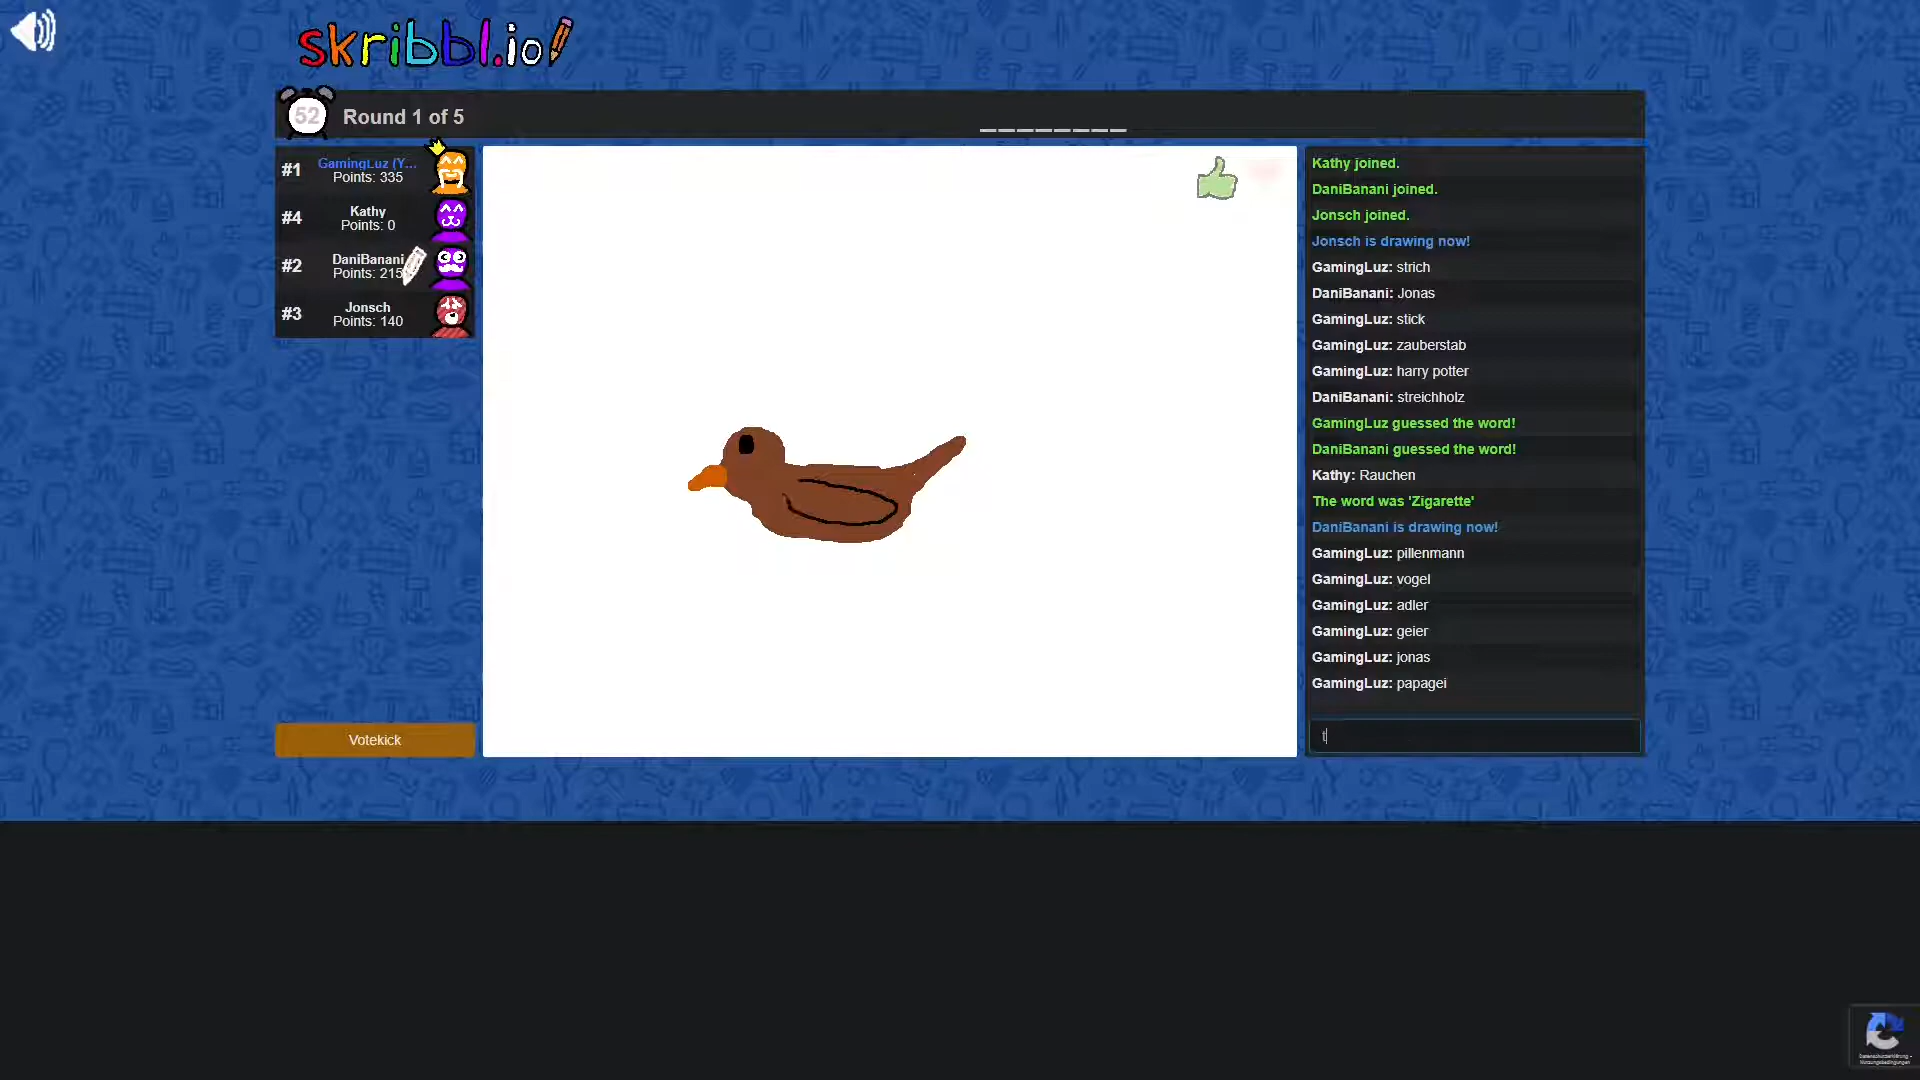 skribbl.io
52
Round 1 of 5
________
#1
GamingLuz (Y...
Points: 335
#4
Kathy
Points: 0
#2
DaniBanani
Points: 215
#3
Jonsch
Points: 140
Votekick
Kathy joined.
DaniBanani joined.
Jonsch joined.
Jonsch is drawing now!
GamingLuz: strich
DaniBanani: Jonas
GamingLuz: stick
GamingLuz: zauberstab
GamingLuz: harry potter
DaniBanani: streichholz
GamingLuz guessed the word!
DaniBanani guessed the word!
Kathy: Rauchen
The word was 'Zigarette'
DaniBanani is drawing now!
GamingLuz: pillenmann
GamingLuz: vogel
GamingLuz: adler
GamingLuz: geier
GamingLuz: jonas
GamingLuz: papagei
t